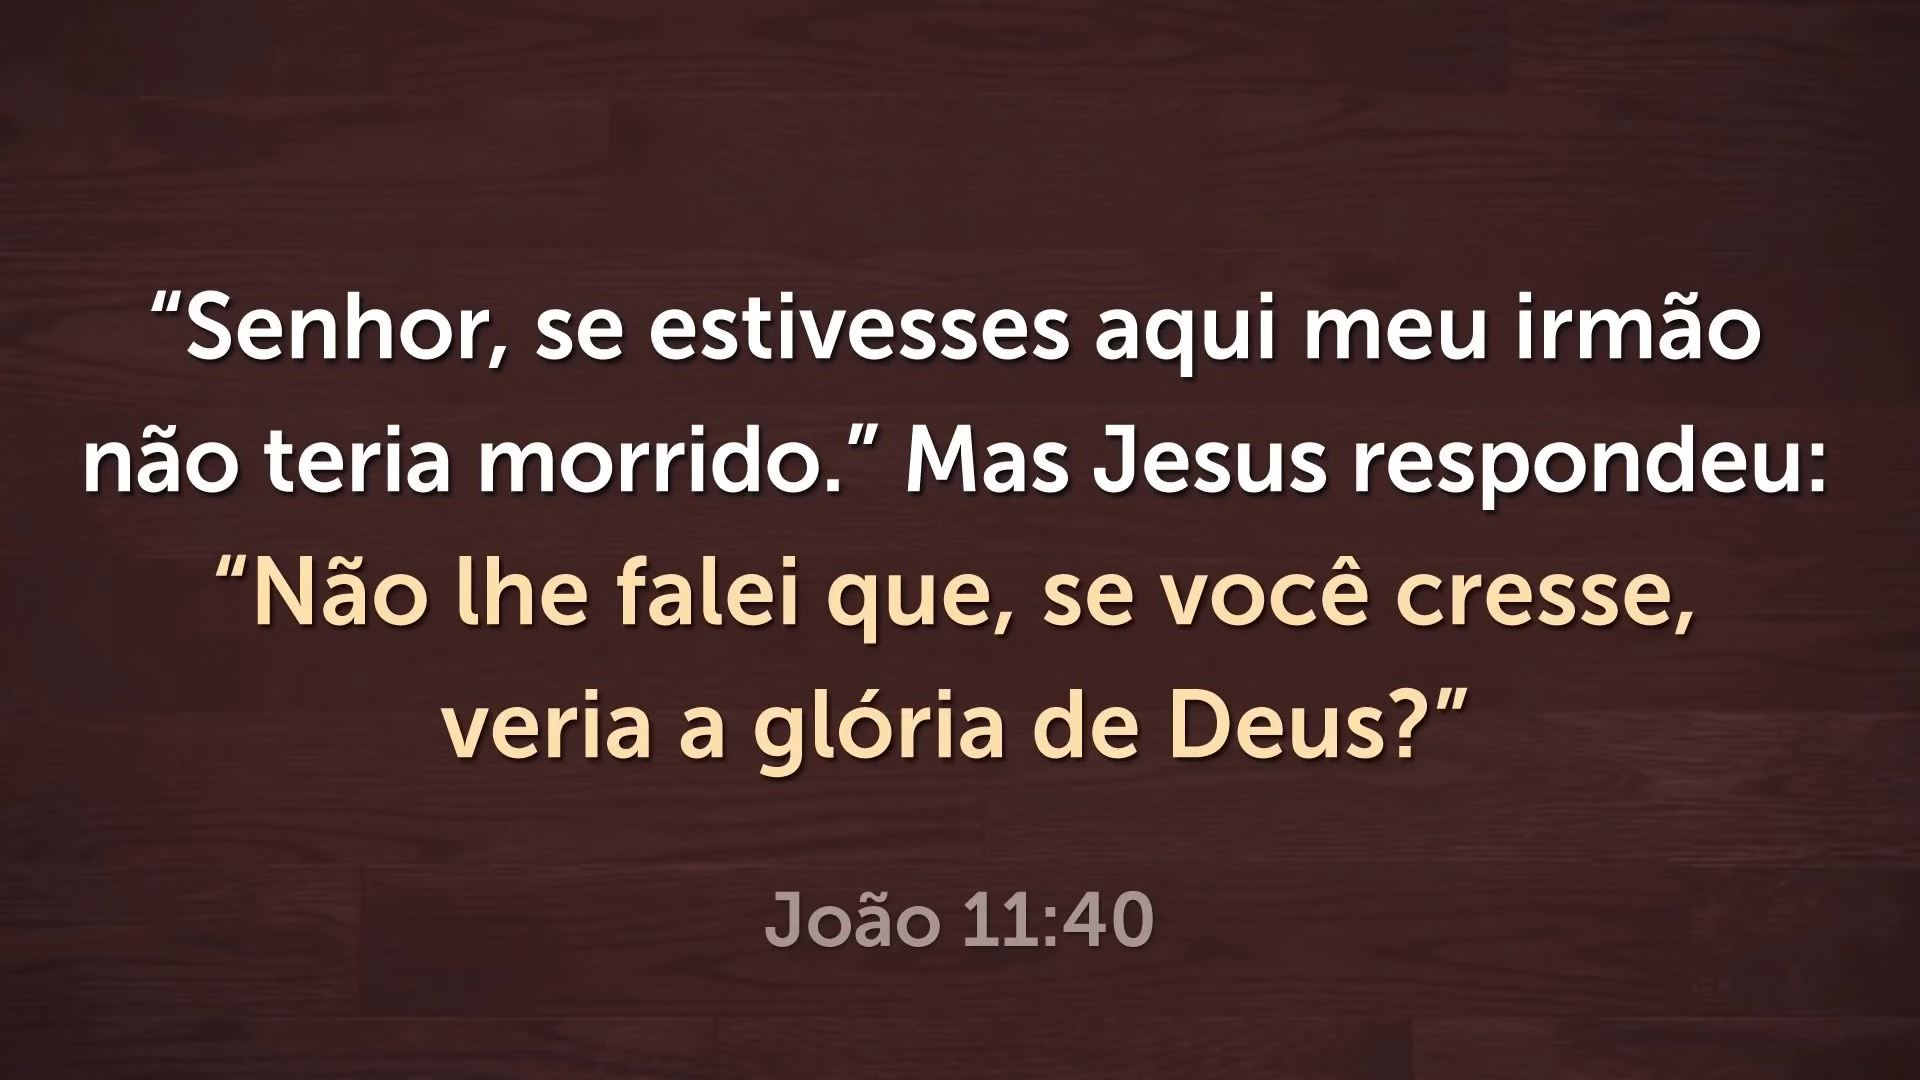 “Senhor, se estivesses aqui meu irmão
não teria morrido.” Mas Jesus respondeu:
“Não lhe falei que, se você cresse,
veria a glória de Deus?”
João 11:40